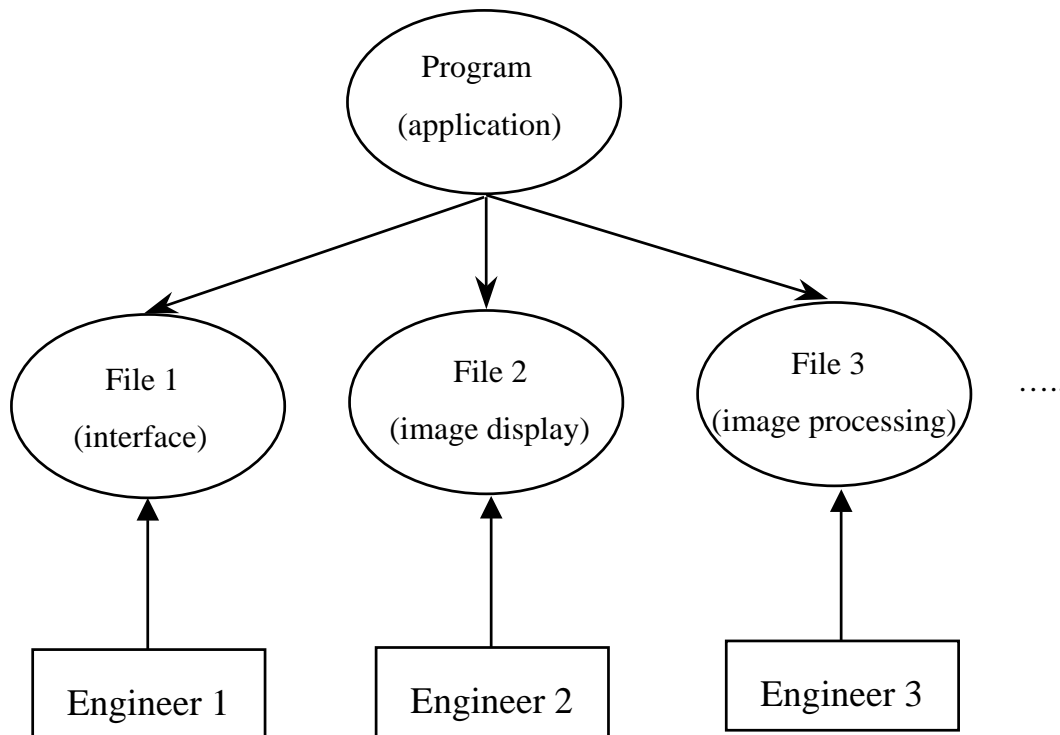 Program
(application)
File 1
(interface)
File 2
(image display)
File 3
(image processing)
.....
Engineer 1
Engineer 2
Engineer 3